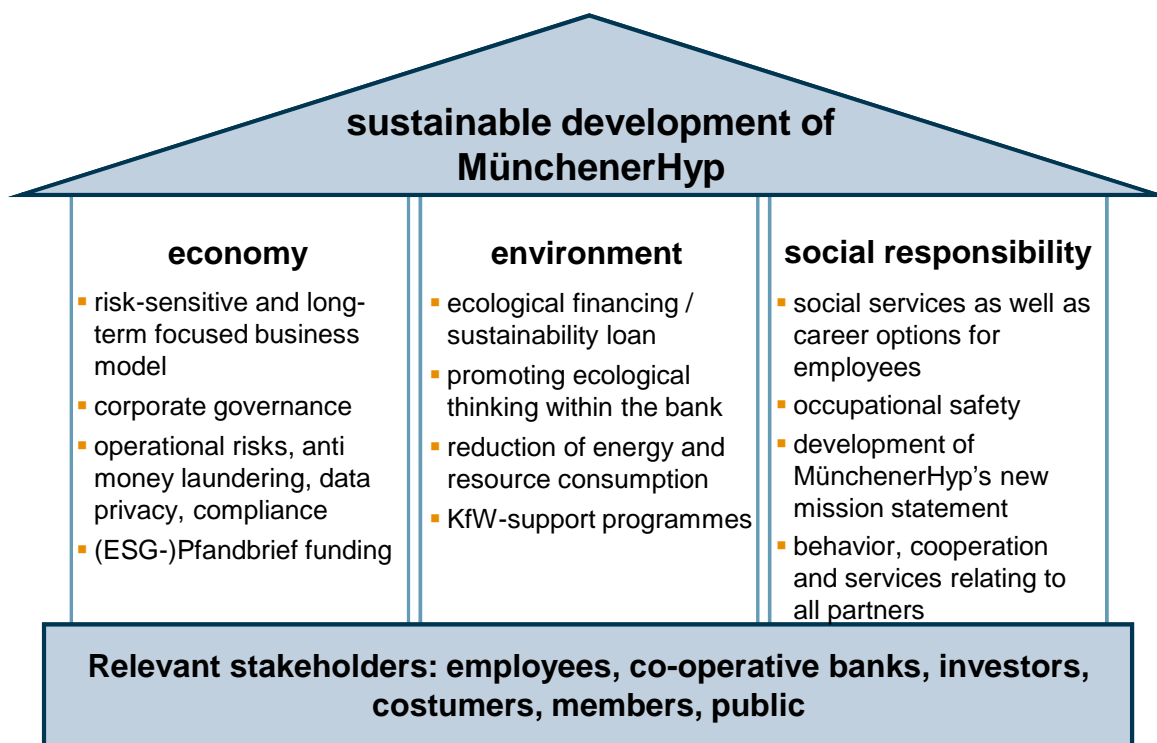 sustainable development of
MünchenerHyp
economy
▪ risk-sensitive and long-
term focused business
model
▪ corporate governance
▪ operational risks, anti
money laundering, data
privacy, compliance
▪ (ESG-)Pfandbrief funding
environment
▪ ecological financing /
sustainability loan
▪ promoting ecological
thinking within the bank
▪ reduction of energy and
resource consumption
▪ KfW-support programmes
social responsibility
▪ social services as well as
career options for
employees
▪ occupational safety
▪ development of
MünchenerHyp’s new
mission statement
▪ behavior, cooperation
and services relating to
all partners
Relevant stakeholders: employees, co-operative banks, investors,
costumers, members, public